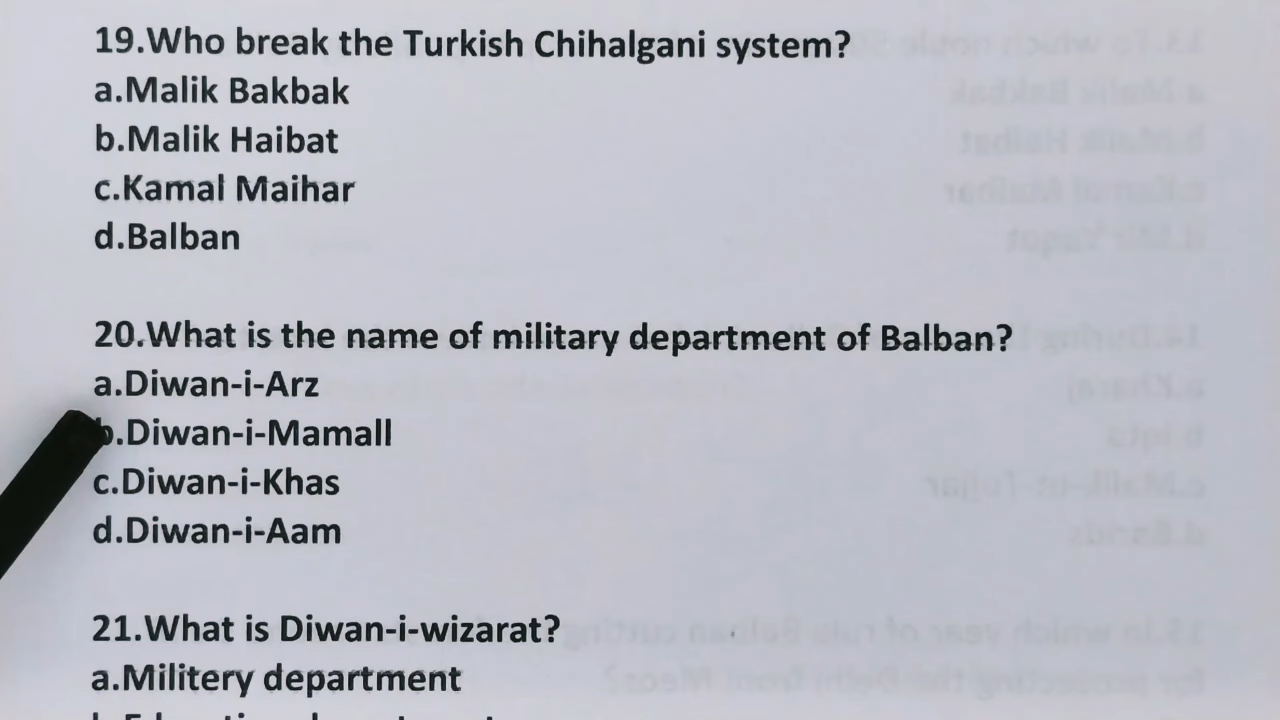 19.Who break the Turkish Chihalgani system?
a.Malik Bakbak
b.Malik Haibat
c.Kamal Maihar
d.Balban
20.What is the name of military department of Balban?
a.Diwan-i-Arz
b.Diwan-i-Mamall
c.Diwan-i-Khas
d.Diwan-i-Aam
21.What is Diwan-i-wizarat?
a.Militery department